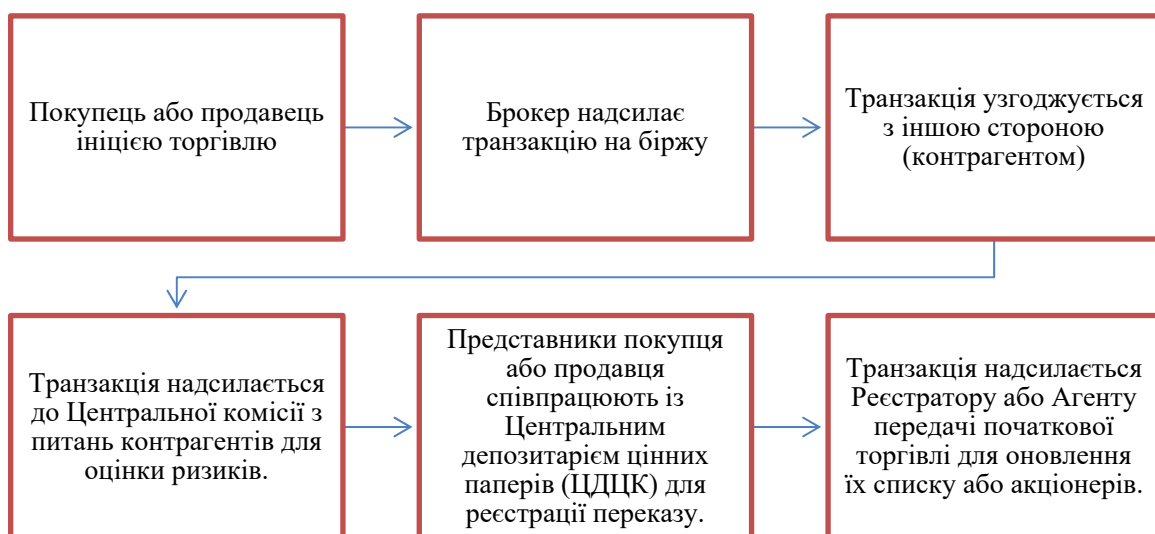 Покупець або продавець
ініцією торгівлю
Брокер надсилає
транзакцію на біржу
Транзакція узгоджується
з іншою стороною
(контрагентом)
Транзакція надсилається
до Центральної комісії з
питань контрагентів для
оцінки ризиків.
Представники покупця
або продавця
співпрацюють із
Центральним
депозитарієм цінних
паперів (ЦДЦК) для
реєстрації переказу.
Транзакція надсилається
Реєстратору або Агенту
передачі початкової
торгівлі для оновлення
їх списку або акціонерів.